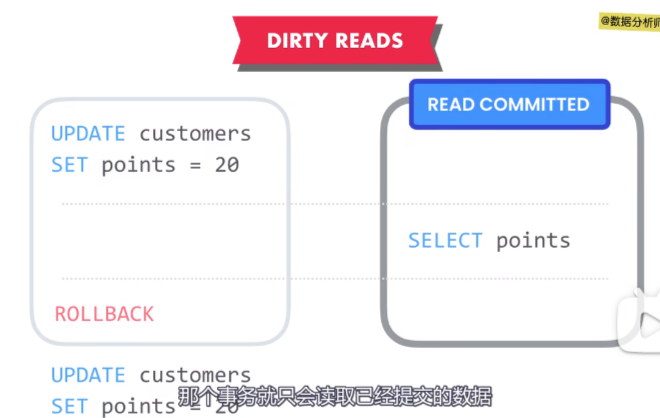 DIRTY READS
@数据分析师
READ COMMITTED
UPDATE customers
SET points = 20
SELECT points
ROLLBACK
UPDATE customers
SET points = 20
那个事务就只会读取已经提交的数据